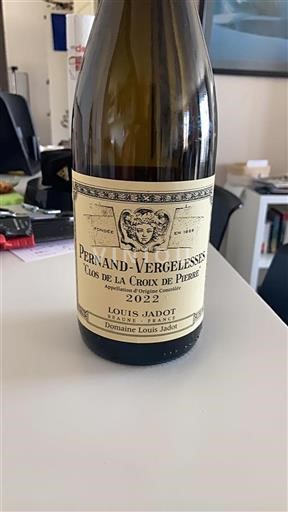 FONDÉE EN 1859
PERNAND-VERGELESSES
"CLOS DE LA CROIX DE PIERRE"
Appellation d'Origine Contrôlée
2022
LOUIS JADOT
BEAUNE - FRANCE
Domaine Louis Jadot